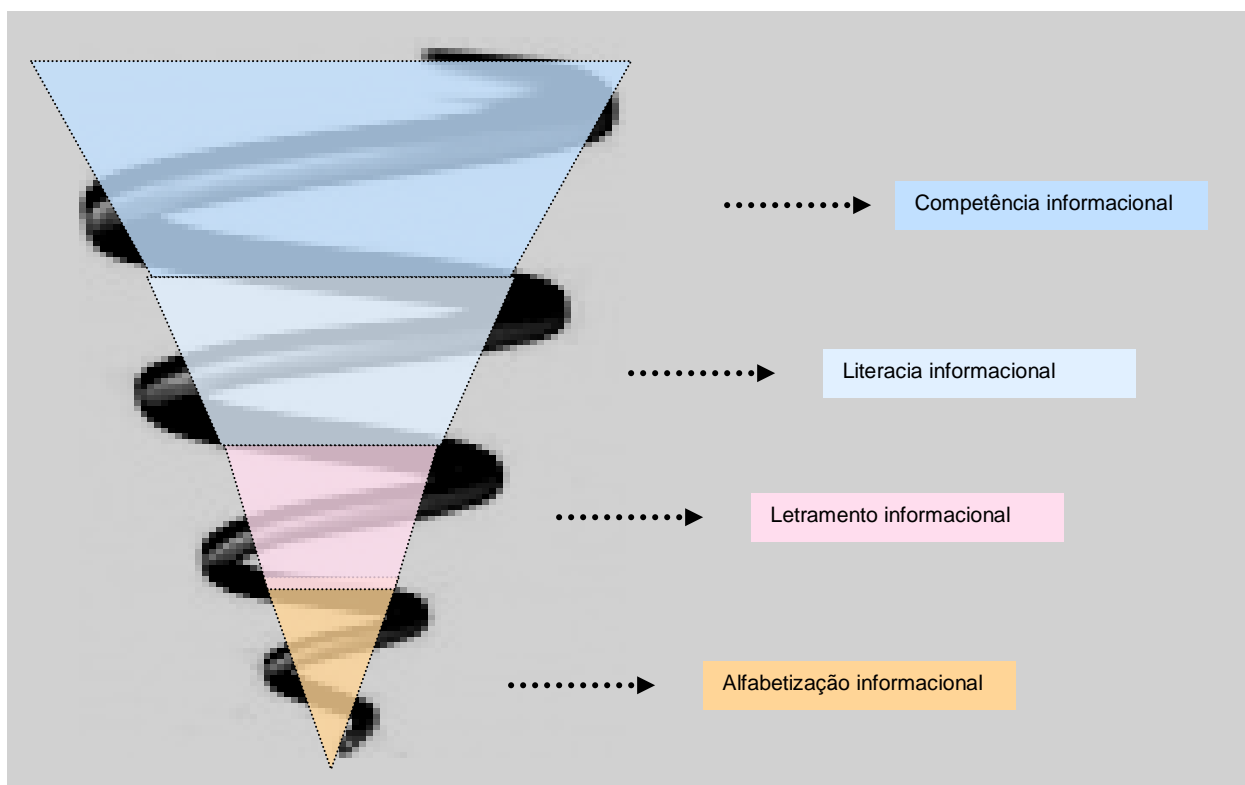 Competência informacional
Literacia informacional
Letramento informacional
Alfabetização informacional